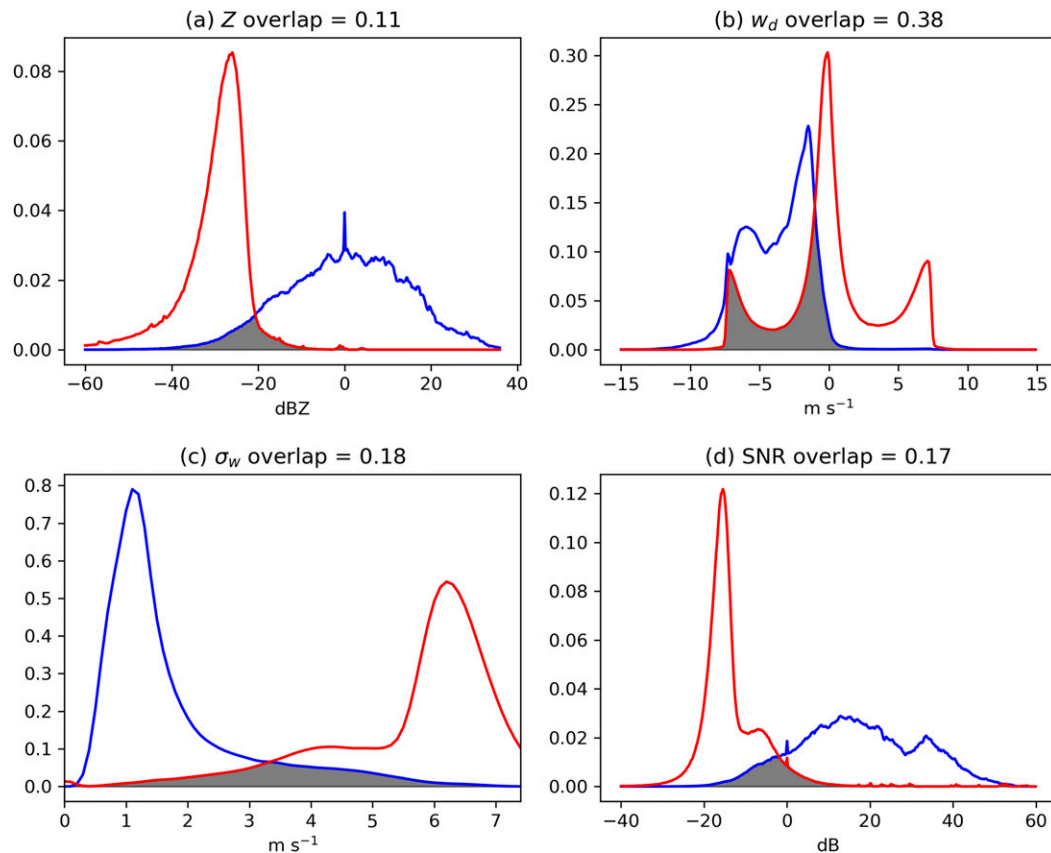 (a) Z overlap = 0.11
0.08
0.06
0.04
0.02
0.00
−60 −40 −20 0 20 40
dBZ
(b) w_d overlap = 0.38
0.30
0.25
0.20
0.15
0.10
0.05
0.00
−15 −10 −5 0 5 10 15
m s⁻¹
(c) σ_w overlap = 0.18
0.8
0.7
0.6
0.5
0.4
0.3
0.2
0.1
0.0
0 1 2 3 4 5 6 7
m s⁻¹
(d) SNR overlap = 0.17
0.12
0.10
0.08
0.06
0.04
0.02
0.00
−40 −20 0 20 40 60
dB